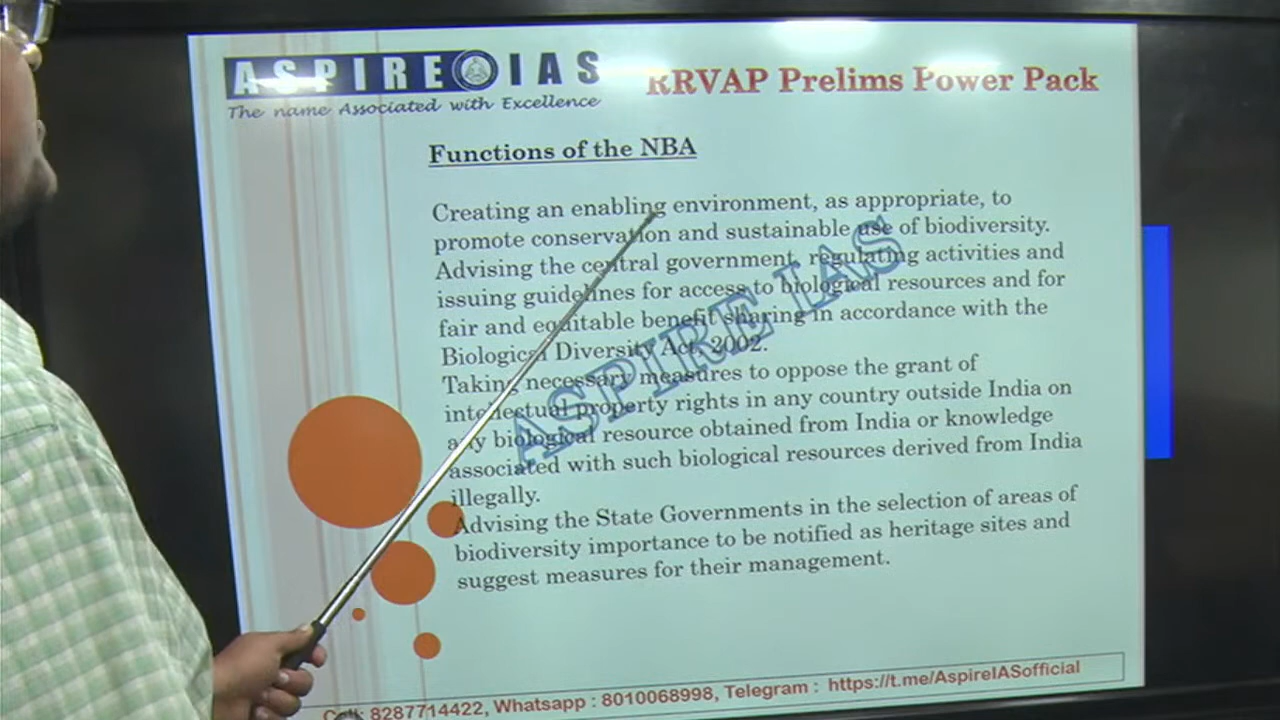 ASPIRE IAS
The name Associated with Excellence
RRVAP Prelims Power Pack
Functions of the NBA
Creating an enabling environment, as appropriate, to
promote conservation and sustainable use of biodiversity.
Advising the central government, regulating activities and
issuing guidelines for access to biological resources and for
fair and equitable benefit sharing in accordance with the
Biological Diversity Act, 2002.
Taking necessary measures to oppose the grant of
intellectual property rights in any country outside India on
any biological resource obtained from India or knowledge
associated with such biological resources derived from India
illegally.
Advising the State Governments in the selection of areas of
biodiversity importance to be notified as heritage sites and
suggest measures for their management.
ASPIRE IAS
Call: 8287714422, Whatsapp : 8010068998, Telegram : https://t.me/AspireIASofficial